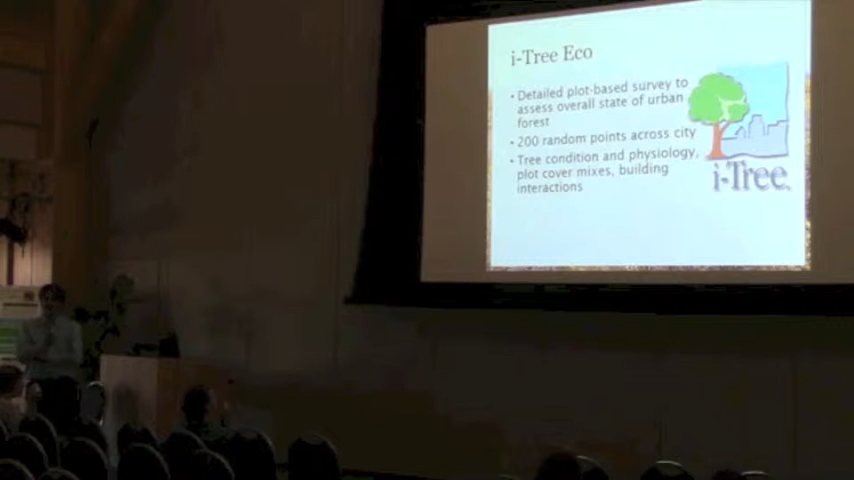 i-Tree Eco
• Detailed plot-based survey to
assess overall state of urban
forest
• 200 random points across city
• Tree condition and physiology,
plot cover mixes, building
interactions
i-Tree